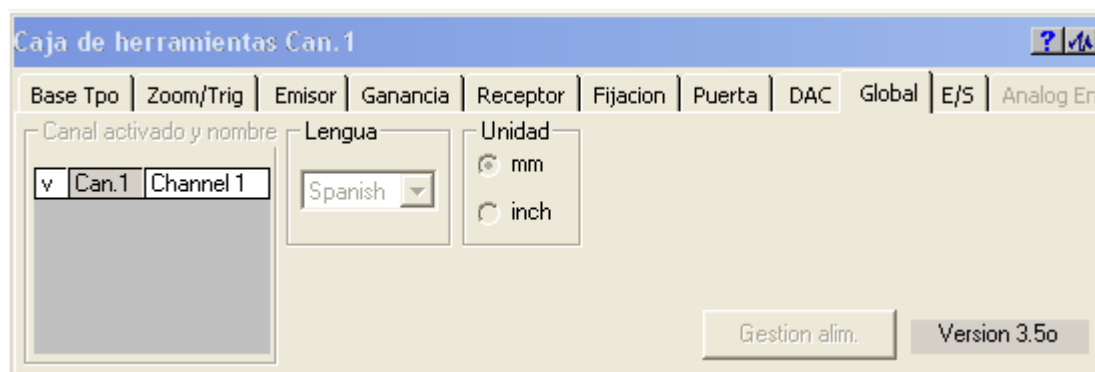 Caja de herramientas Can.1
?
Base Tpo Zoom/Trig Emisor Ganancia Receptor Fijacion Puerta DAC Global E/S Analog En
Canal activado y nombre Lengua Unidad
v Can.1 Channel 1
Spanish
mm
inch
Gestion alim. Version 3.5o